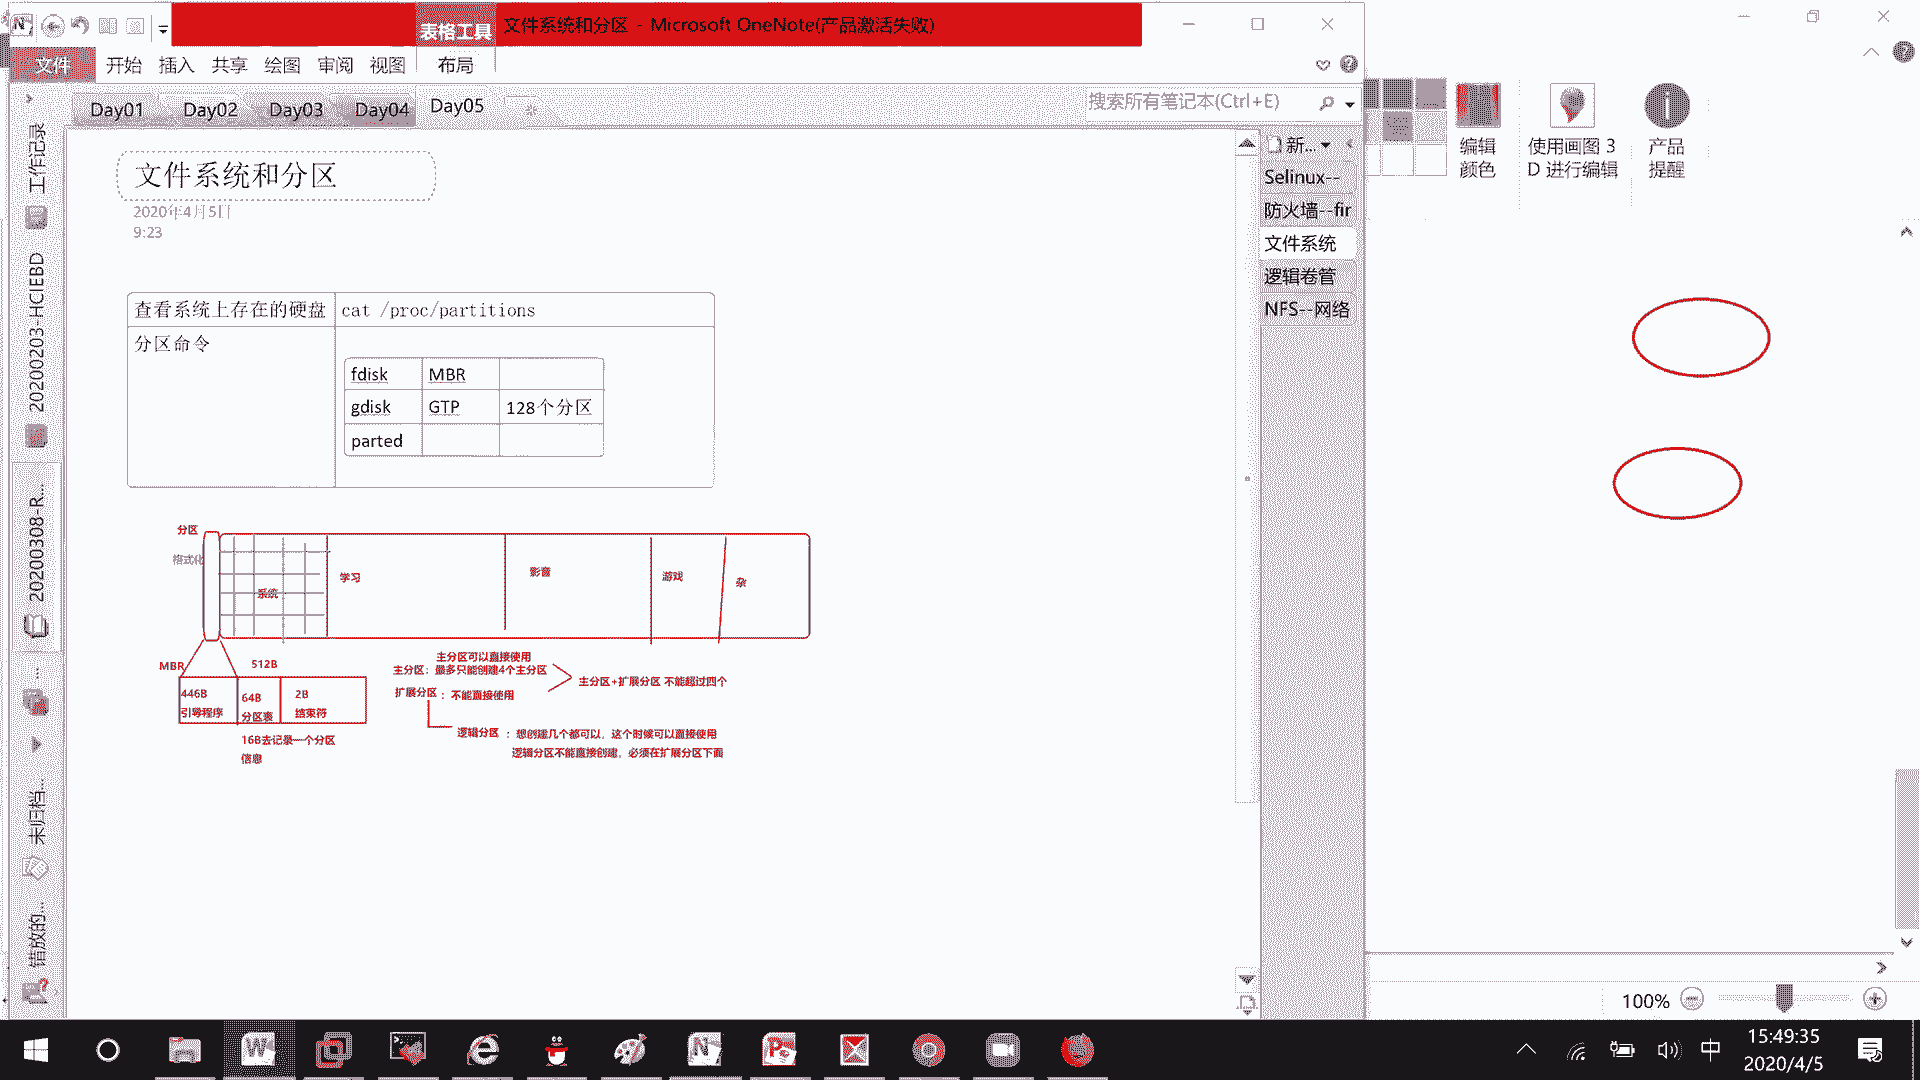 表格工具
文件系统和分区 - Microsoft OneNote(产品激活失败)
文件
开始
插入
共享
绘图
审阅
视图
布局
Day01
Day02
Day03
Day04
Day05
搜索所有笔记本(Ctrl+E)
工作记录
20200203-HCIEBD
20200308-R...
...
未归档...
错放的...
文件系统和分区
2020年4月5日
9:23
查看系统上存在的硬盘
cat /proc/partitions
分区命令
fdisk
MBR
gdisk
GTP
128个分区
parted
分区
格式化
系统
学习
影音
游戏
杂
MBR
512B
446B
引导程序
64B
分区表
2B
结束符
16B去记录一个分区
信息
主分区可以直接使用
主分区：最多只能创建4个主分区
扩展分区：不能直接使用
主分区+扩展分区 不能超过四个
逻辑分区：想创建几个都可以，这个时候可以直接使用
逻辑分区不能直接创建，必须在扩展分区下面
新...
Selinux--
防火墙--fir
文件系统
逻辑卷管
NFS--网络
编辑
颜色
使用画图 3
D 进行编辑
产品
提醒
100%
中
15:49:35
2020/4/5